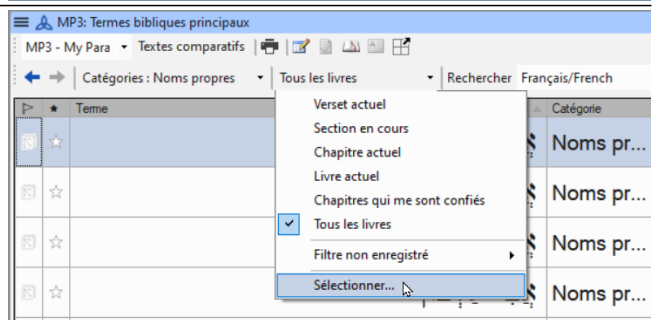 MP3: Termes bibliques principaux
MP3 - My Para Textes comparatifs
Catégories : Noms propres Tous les livres Rechercher Français/French
Terme Catégorie
Verset actuel
Section en cours
Chapitre actuel
Livre actuel
Chapitres qui me sont confiés
Tous les livres
Filtre non enregistré
Sélectionner...
Noms pr...
Noms pr...
Noms pr...
Noms pr...